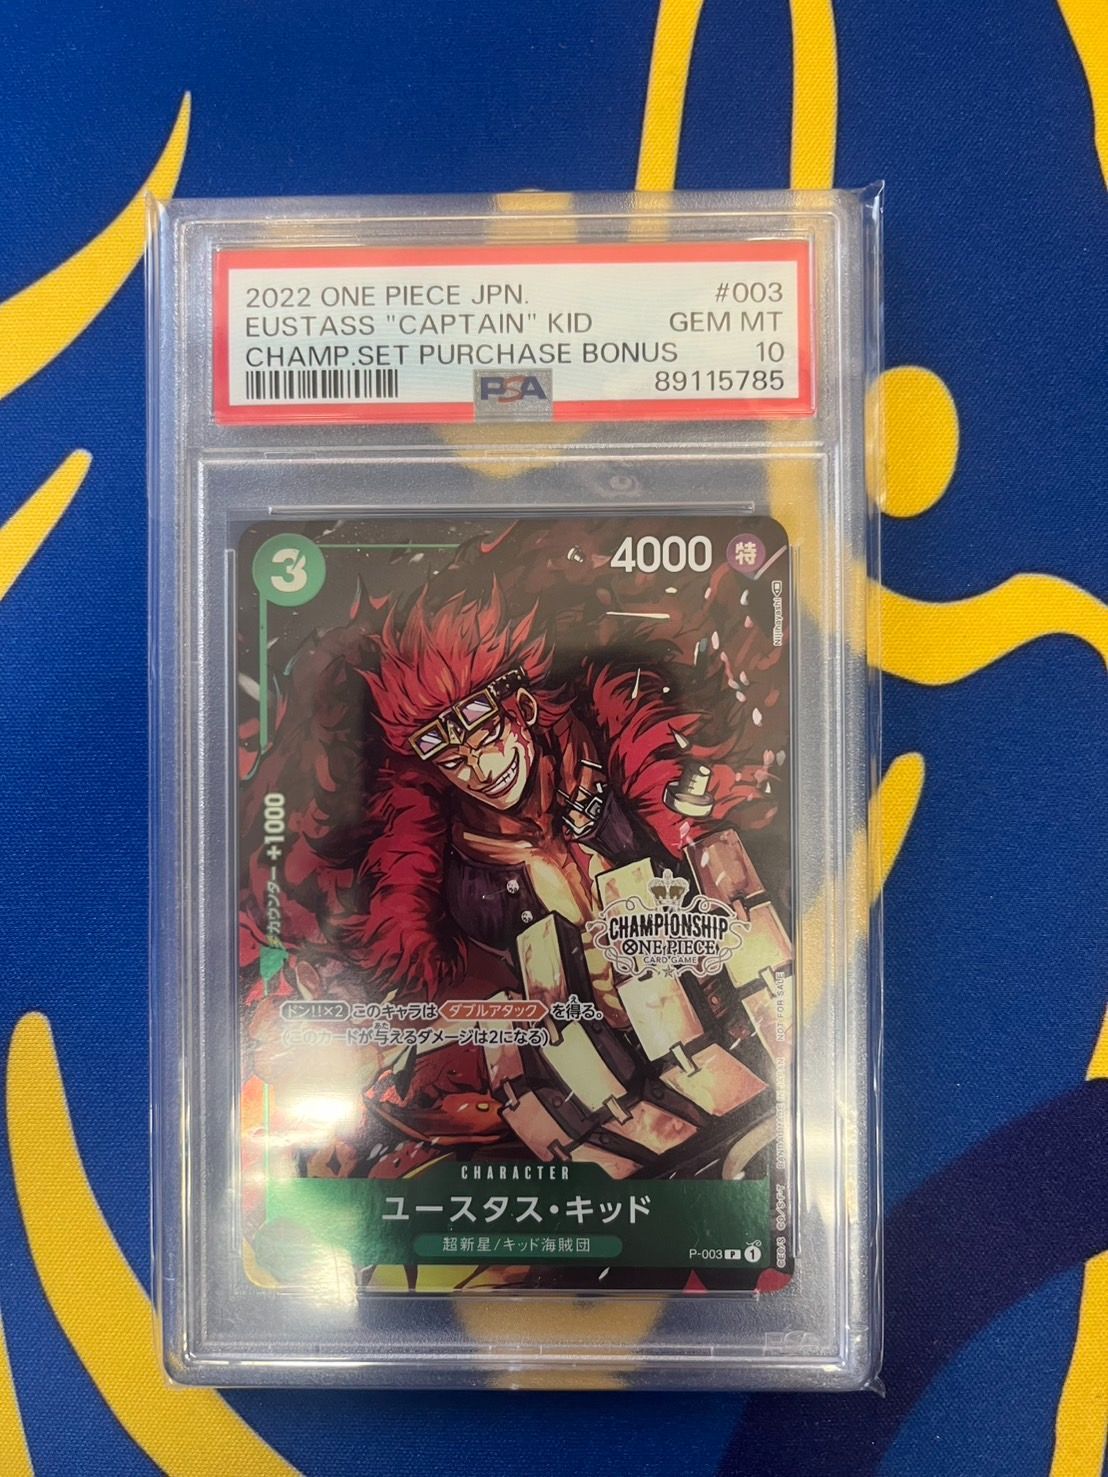 2022 ONE PIECE JPN. #003
EUSTASS "CAPTAIN" KID GEM MT
CHAMP.SET PURCHASE BONUS 10
PSA 89115785
3
4000 特
Nijihayashi
カウンター +1000
CHAMPIONSHIP
ONE PIECE
CARD GAME
ドン!!×2 このキャラは ダブルアタック を得る。
(このカードが与えるダメージは2になる)
NOT FOR SALE
CHARACTER
ユースタス・キッド
超新星/キッド海賊団
P-003 P 1